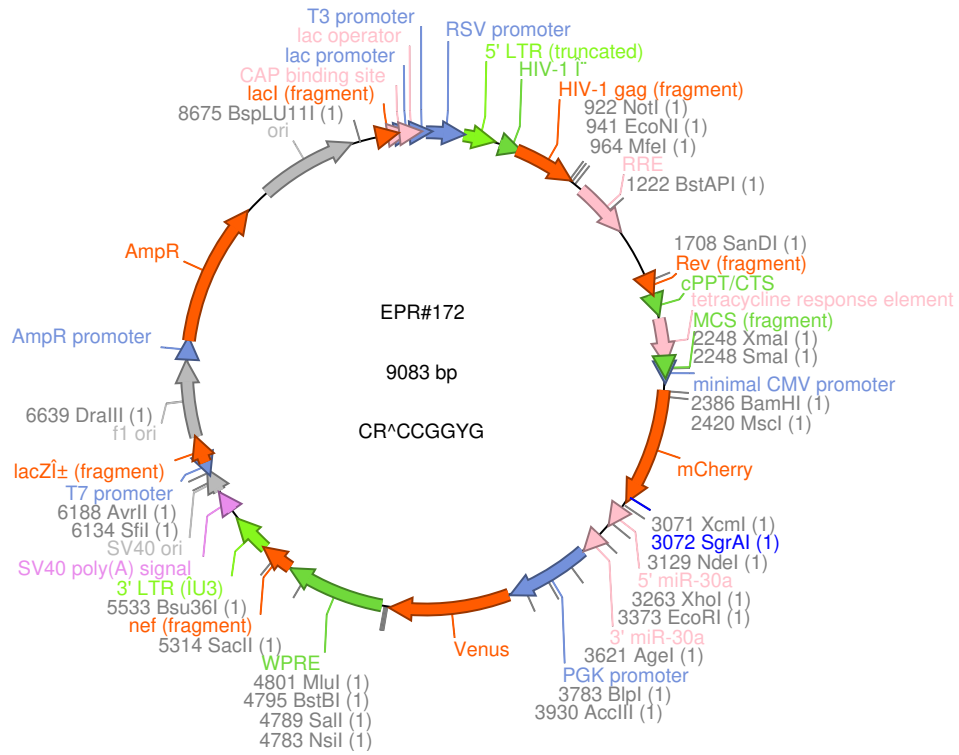 T3 promoter
lac operator
lac promoter
CAP binding site
lacI (fragment)
8675 BspLU11I (1)
ori
RSV promoter
5' LTR (truncated)
HIV-1 Î¨
HIV-1 gag (fragment)
922 NotI (1)
941 EcoNI (1)
964 MfeI (1)
RRE
1222 BstAPI (1)
1708 SanDI (1)
Rev (fragment)
cPPT/CTS
tetracycline response element
MCS (fragment)
2248 XmaI (1)
2248 SmaI (1)
minimal CMV promoter
2386 BamHI (1)
2420 MscI (1)
mCherry
3071 XcmI (1)
3072 SgrAI (1)
3129 NdeI (1)
5' miR-30a
3263 XhoI (1)
3373 EcoRI (1)
3' miR-30a
3621 AgeI (1)
PGK promoter
3783 BlpI (1)
3930 AccIII (1)
Venus
WPRE
4801 MluI (1)
4795 BstBI (1)
4789 SalI (1)
4783 NsiI (1)
5314 SacII (1)
nef (fragment)
5533 Bsu36I (1)
3' LTR (ÎU3)
SV40 poly(A) signal
SV40 ori
6134 SfiI (1)
6188 AvrII (1)
T7 promoter
lacZÎ± (fragment)
f1 ori
6639 DraIII (1)
AmpR promoter
AmpR
EPR#172
9083 bp
CR^CCGGYG